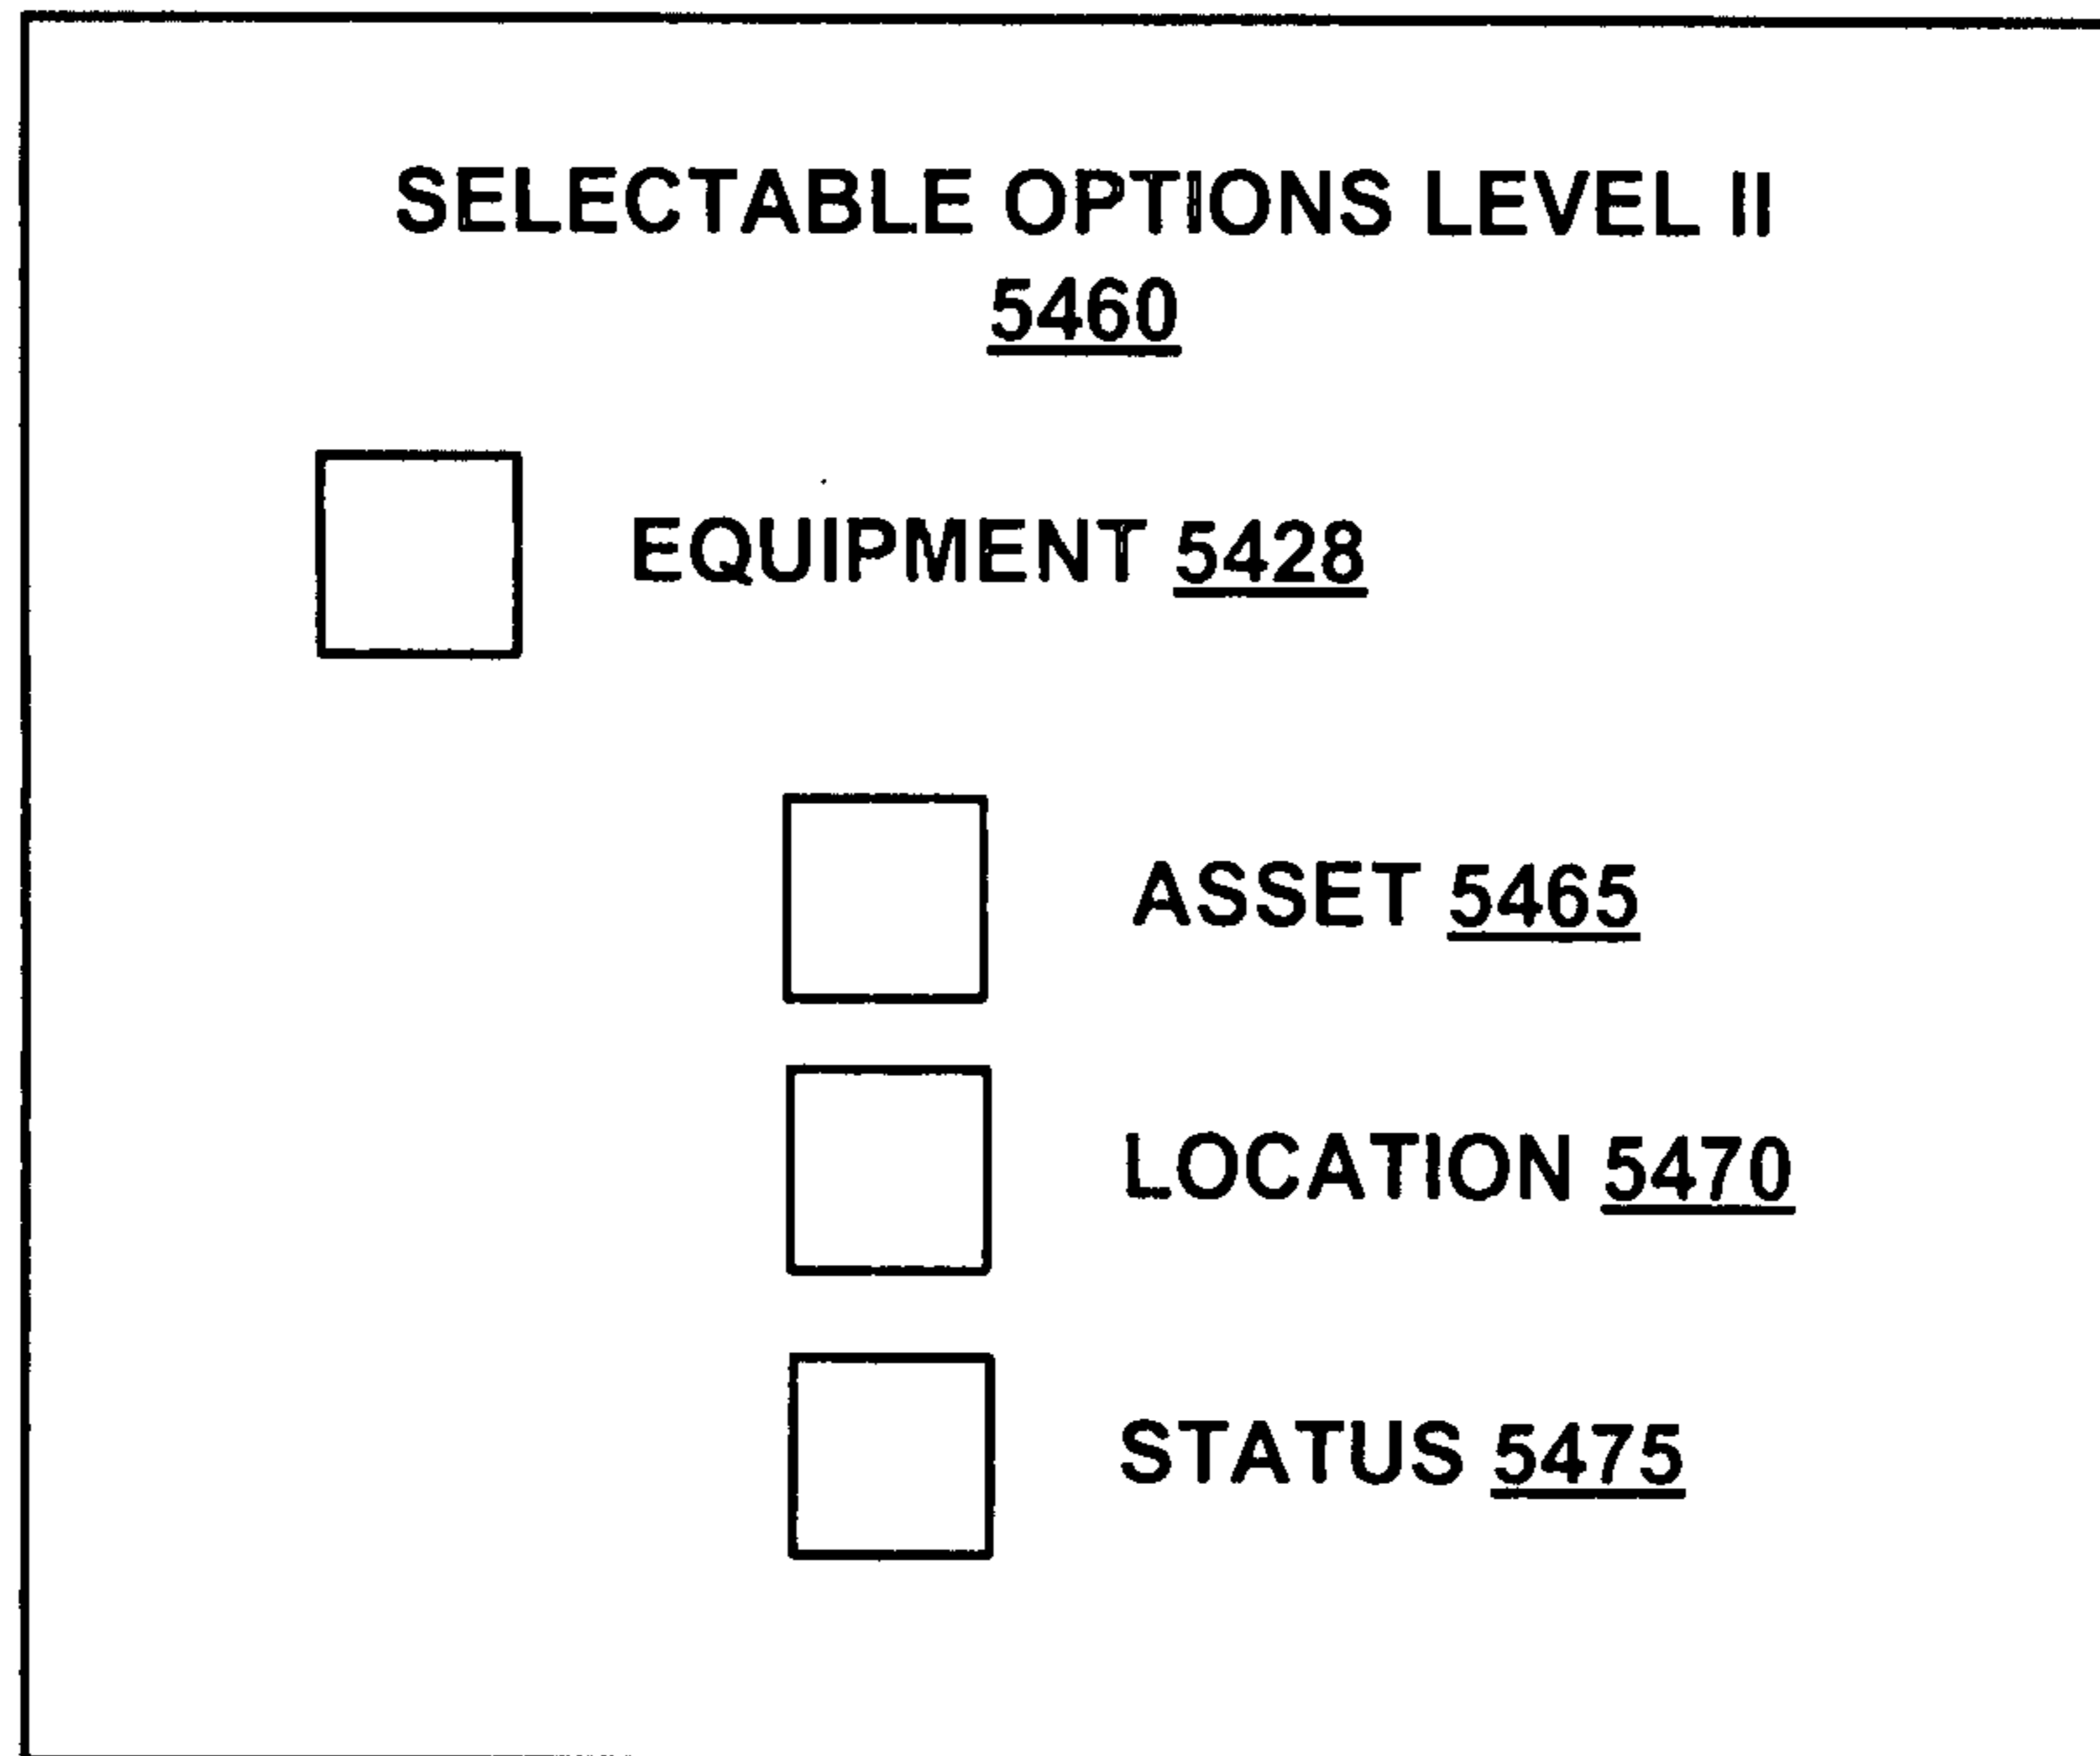 SELECTABLE OPTIONS LEVEL II
5460
EQUIPMENT 5428
ASSET 5465
LOCATION 5470
STATUS 5475